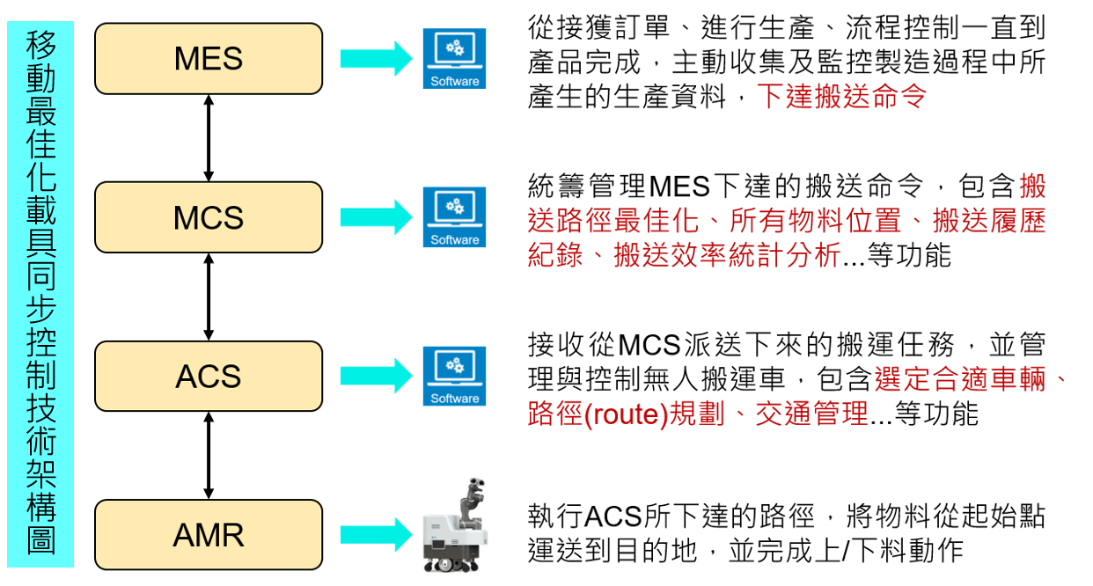 移動最佳化載具同步控制技術架構圖
MES
Software
從接獲訂單、進行生產、流程控制一直到
產品完成，主動收集及監控製造過程中所
產生的生產資料，下達搬送命令
MCS
Software
統籌管理MES下達的搬送命令，包含搬
送路徑最佳化、所有物料位置、搬送履歷
紀錄、搬送效率統計分析...等功能
ACS
Software
接收從MCS派送下來的搬運任務，並管
理與控制無人搬運車，包含選定合適車輛、
路徑(route)規劃、交通管理...等功能
AMR
執行ACS所下達的路徑，將物料從起始點
運送到目的地，並完成上/下料動作